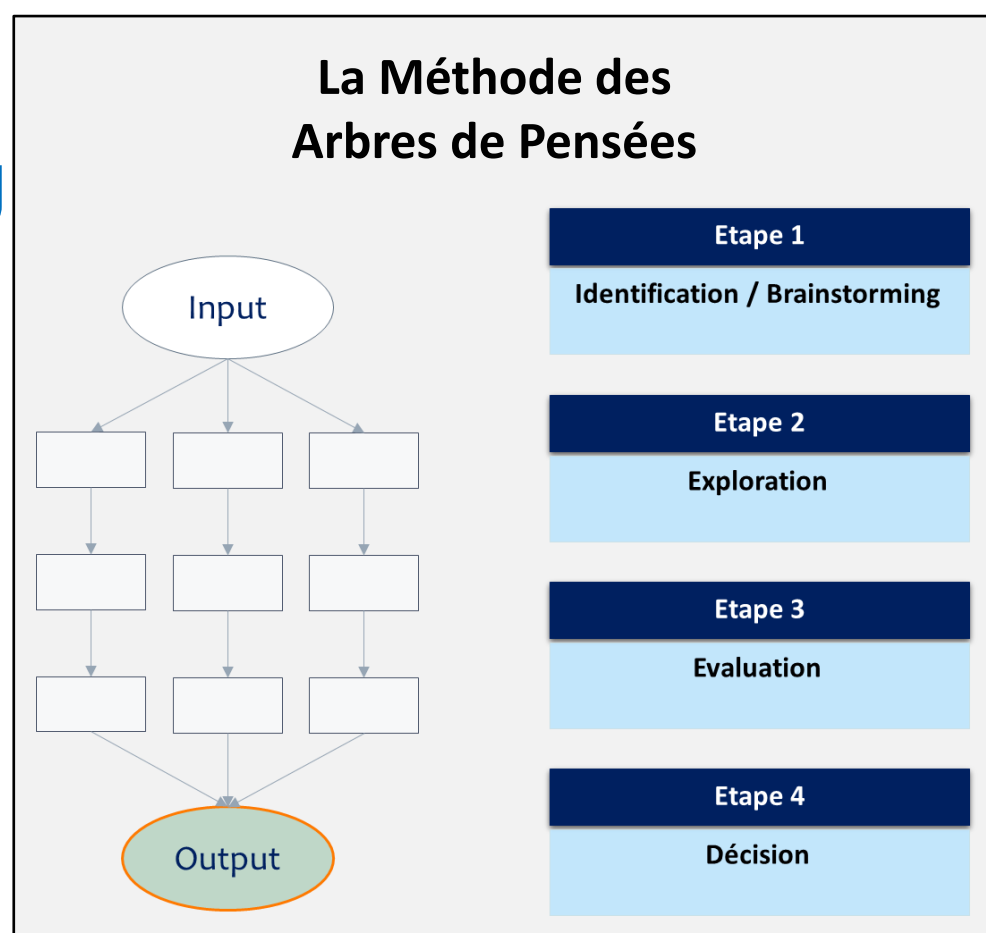 La Méthode des
Arbres de Pensées
Input
Output
Etape 1
Identification / Brainstorming
Etape 2
Exploration
Etape 3
Evaluation
Etape 4
Décision